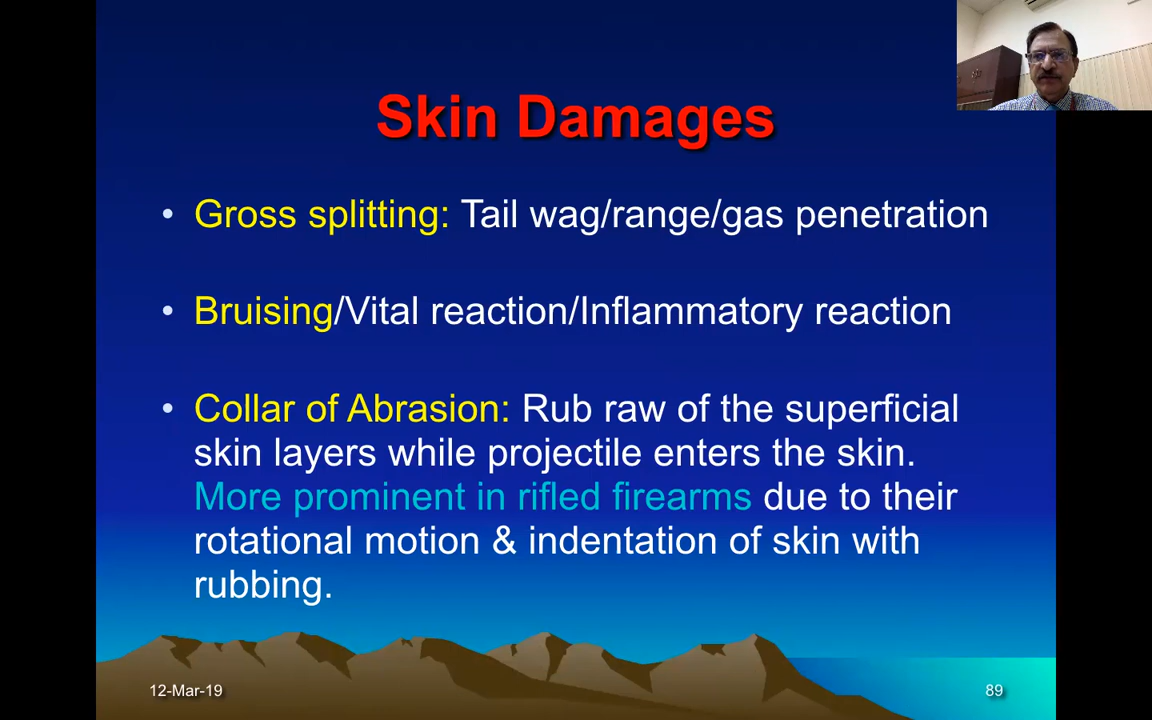 Skin Damages
• Gross splitting: Tail wag/range/gas penetration
• Bruising/Vital reaction/Inflammatory reaction
• Collar of Abrasion: Rub raw of the superficial
skin layers while projectile enters the skin.
More prominent in rifled firearms due to their
rotational motion & indentation of skin with
rubbing.
12-Mar-19
89